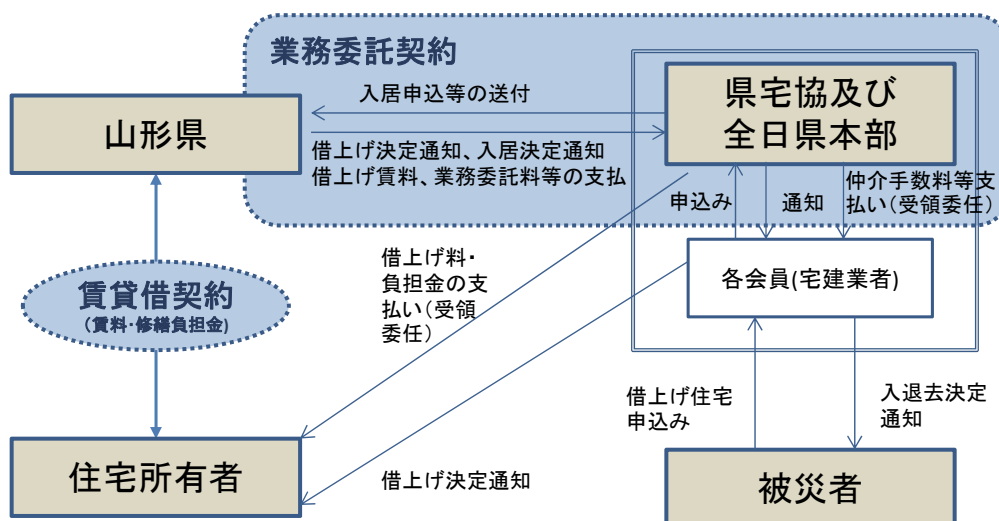 業務委託契約
県宅協及び
全日県本部
入居申込等の送付
山形県
借上げ決定通知、入居決定通知
借上げ賃料、業務委託料等の支払
申込み
通知
仲介手数料等支
払い(受領委任)
借上げ料・
負担金の支
払い(受領
委任)
各会員(宅建業者)
賃貸借契約
(賃料・修繕負担金)
借上げ住宅
申込み
入退去決定
通知
住宅所有者
借上げ決定通知
被災者